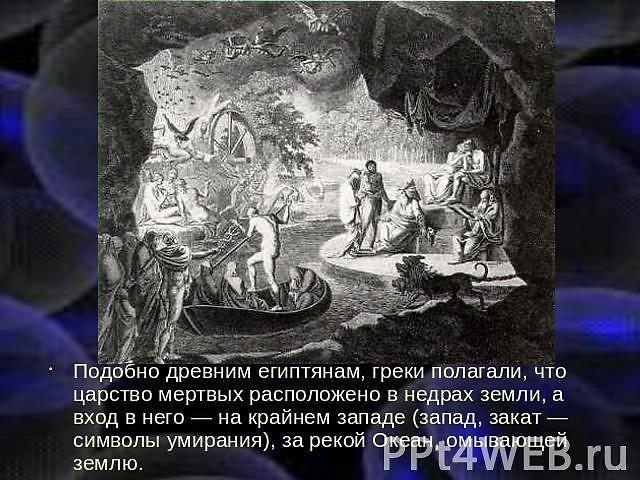 Подобно древним египтянам, греки полагали, что
царство мертвых расположено в недрах земли, а
вход в него — на крайнем западе (запад, закат —
символы умирания), за рекой Океан, омывающей
землю.
PPt4WEB.ru